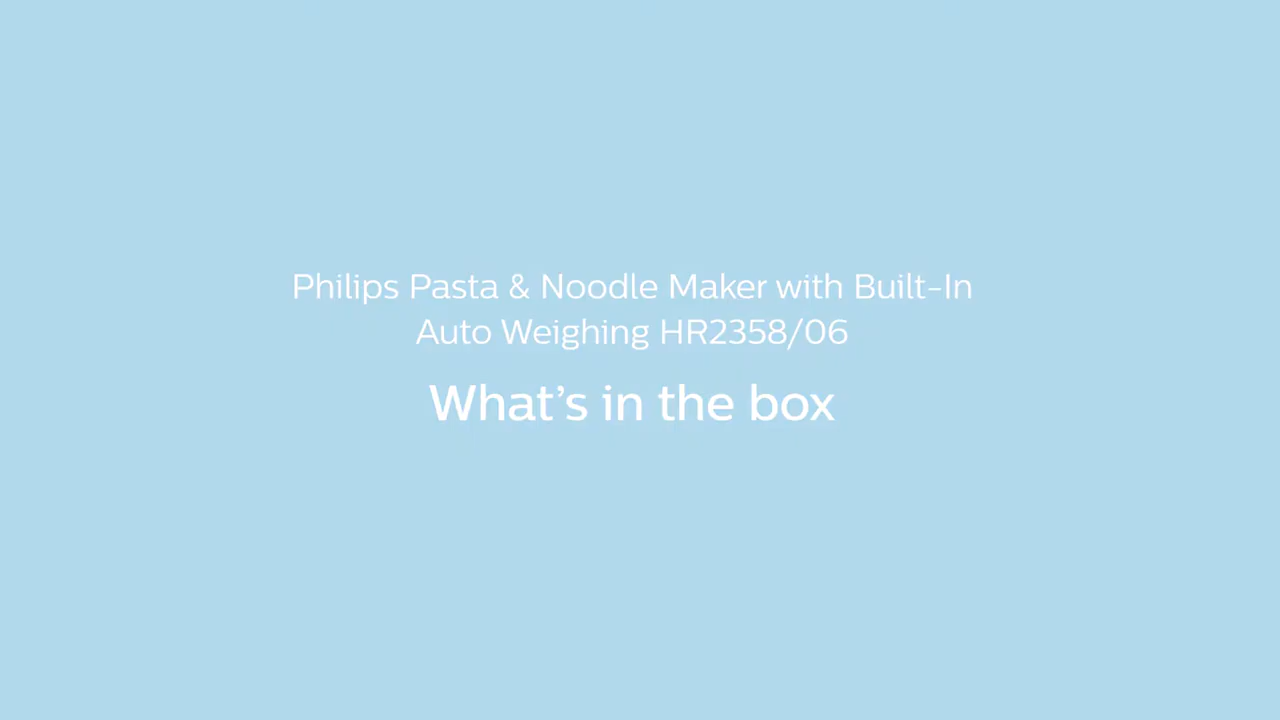 Philips Pasta & Noodle Maker with Built-In
Auto Weighing HR2358/06
What's in the box